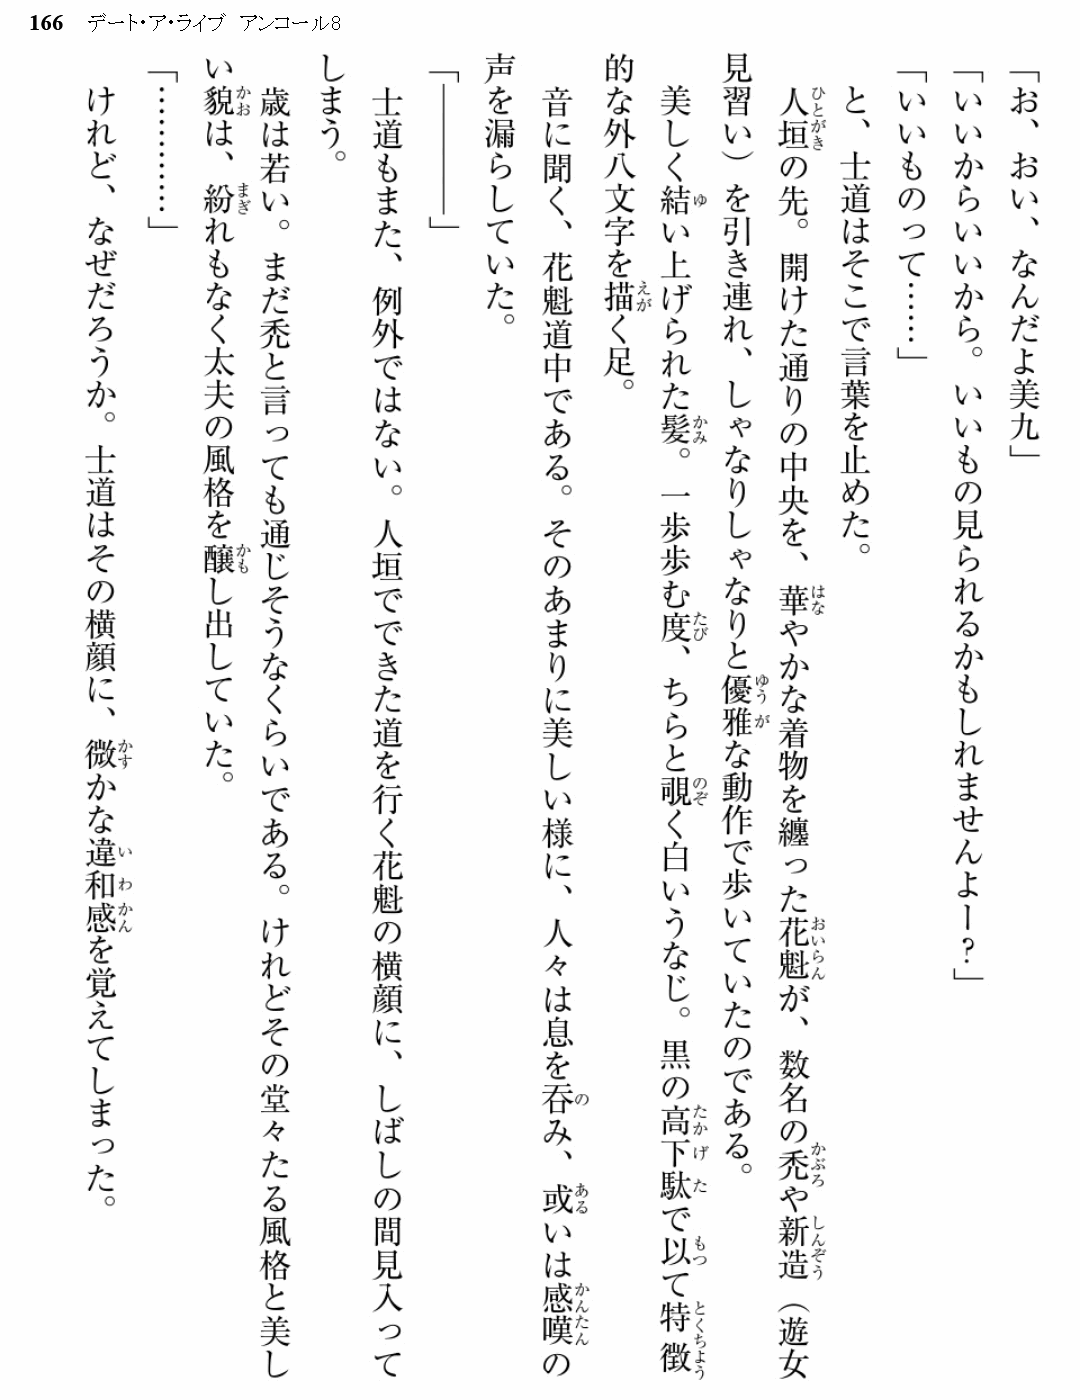 166 デート・ア・ライブ アンコール8
「お、おい、なんだよ美九」
「いいからいいから。いいもの見られるかもしれませんよー?」
「いいものって……」
と、士道はそこで言葉を止めた。
人垣の先。開けた通りの中央を、華やかな着物を纏った花魁が、数名の禿や新造（遊女
見習い）を引き連れ、しゃなりしゃなりと優雅な動作で歩いていたのである。
美しく結い上げられた髪。一歩歩む度、ちらと覗く白いうなじ。黒の高下駄で以て特徴
的な外八文字を描く足。
音に聞く、花魁道中である。そのあまりに美しい様に、人々は息を呑み、或いは感嘆の
声を漏らしていた。
「――――」
士道もまた、例外ではない。人垣でできた道を行く花魁の横顔に、しばしの間見入って
しまう。
歳は若い。まだ禿と言っても通じそうなくらいである。けれどその堂々たる風格と美し
い貌は、紛れもなく太夫の風格を醸し出していた。
「…………」
けれど、なぜだろうか。士道はその横顔に、微かな違和感を覚えてしまった。